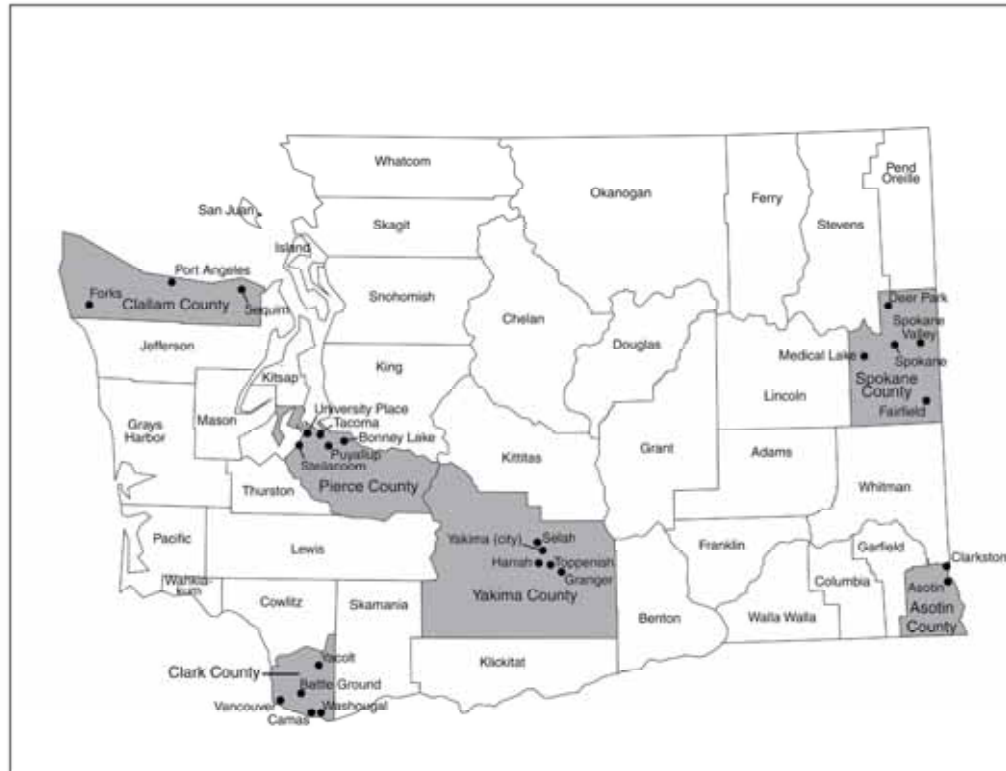 Whatcom
Pend
Oreille
Okanogan
Ferry
Stevens
San Juan
Skagit
Island
Port Angeles
Forks
Clallam County
Sequim
Snohomish
Chelan
Deer Park
Spokane
Valley
Douglas
Jefferson
Medical Lake
Spokane
King
Kitsap
Spokane
County
Lincoln
Fairfield
University Place
Tacoma
Mason
Grays
Harbor
Bonney Lake
Puyallup
Steilacoom
Kittitas
Grant
Adams
Pierce County
Thurston
Whitman
Pacific
Lewis
Yakima (city)
Selah
Harrah
Toppenish
Granger
Franklin
Garfield
Clarkston
Wahkia-
kum
Yakima County
Columbia
Asotin
Cowlitz
Skamania
Benton
Walla Walla
Asotin
County
Yacolt
Klickitat
Clark County
Battle Ground
Vancouver
Washougal
Camas